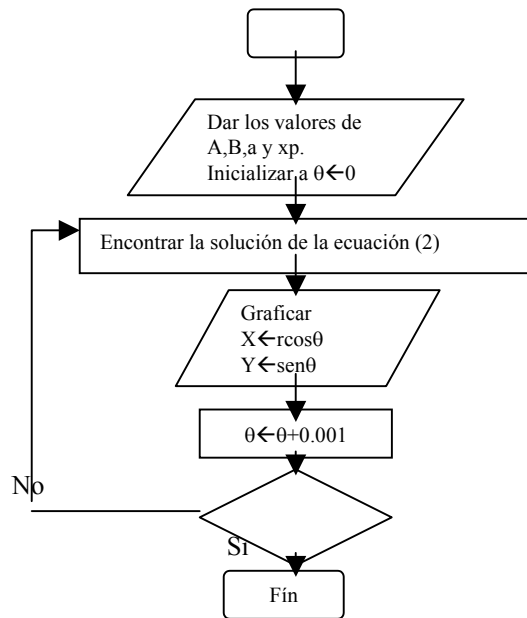 Dar los valores de
A,B,a y xp.
Inicializar a θ←0
Encontrar la solución de la ecuación (2)
Graficar
X←rcosθ
Y←senθ
θ←θ+0.001
No
Si
Fín